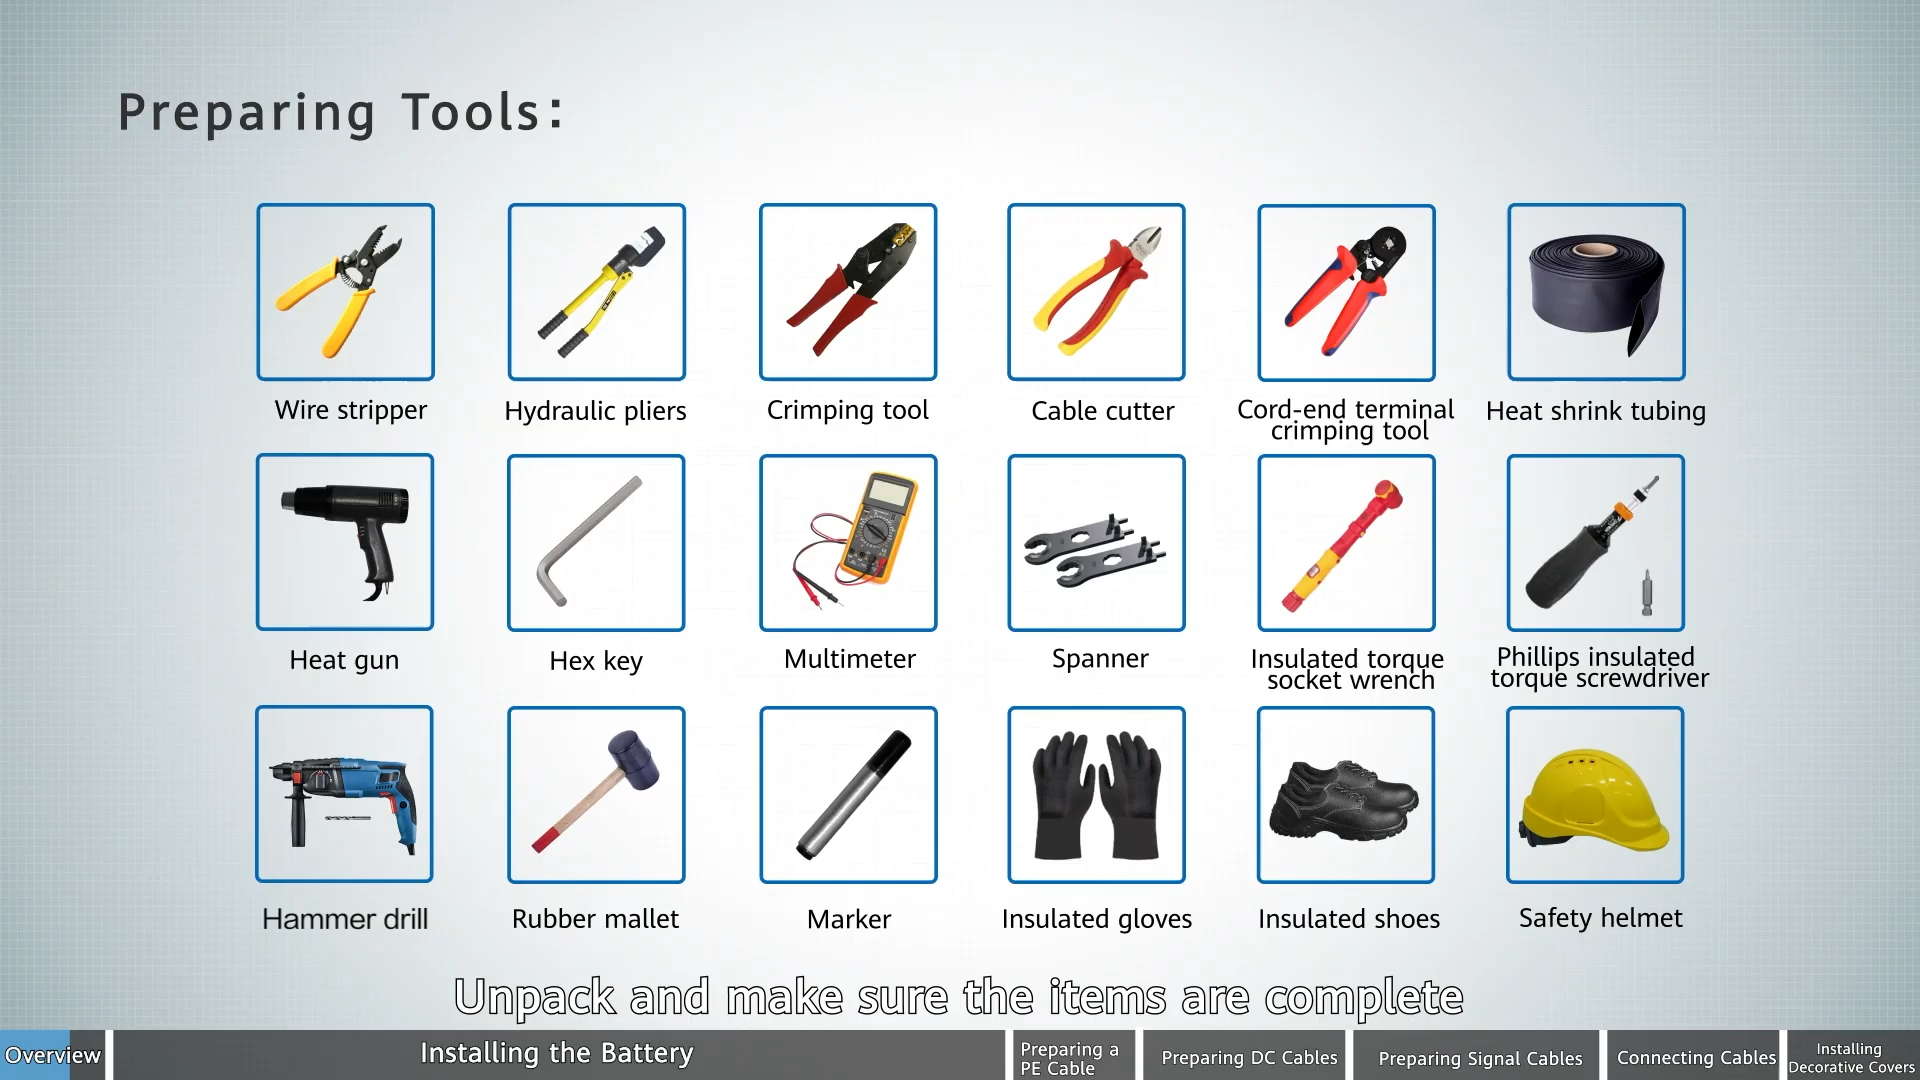 Preparing Tools:
Wire stripper
Hydraulic pliers
Crimping tool
Cable cutter
Cord-end terminal
crimping tool
Heat shrink tubing
Heat gun
Hex key
Multimeter
Spanner
Insulated torque
socket wrench
Phillips insulated
torque screwdriver
Hammer drill
Rubber mallet
Marker
Insulated gloves
Insulated shoes
Safety helmet
Unpack and make sure the items are complete
Overview
Installing the Battery
Preparing a
PE Cable
Preparing DC Cables
Preparing Signal Cables
Connecting Cables
Installing
Decorative Covers